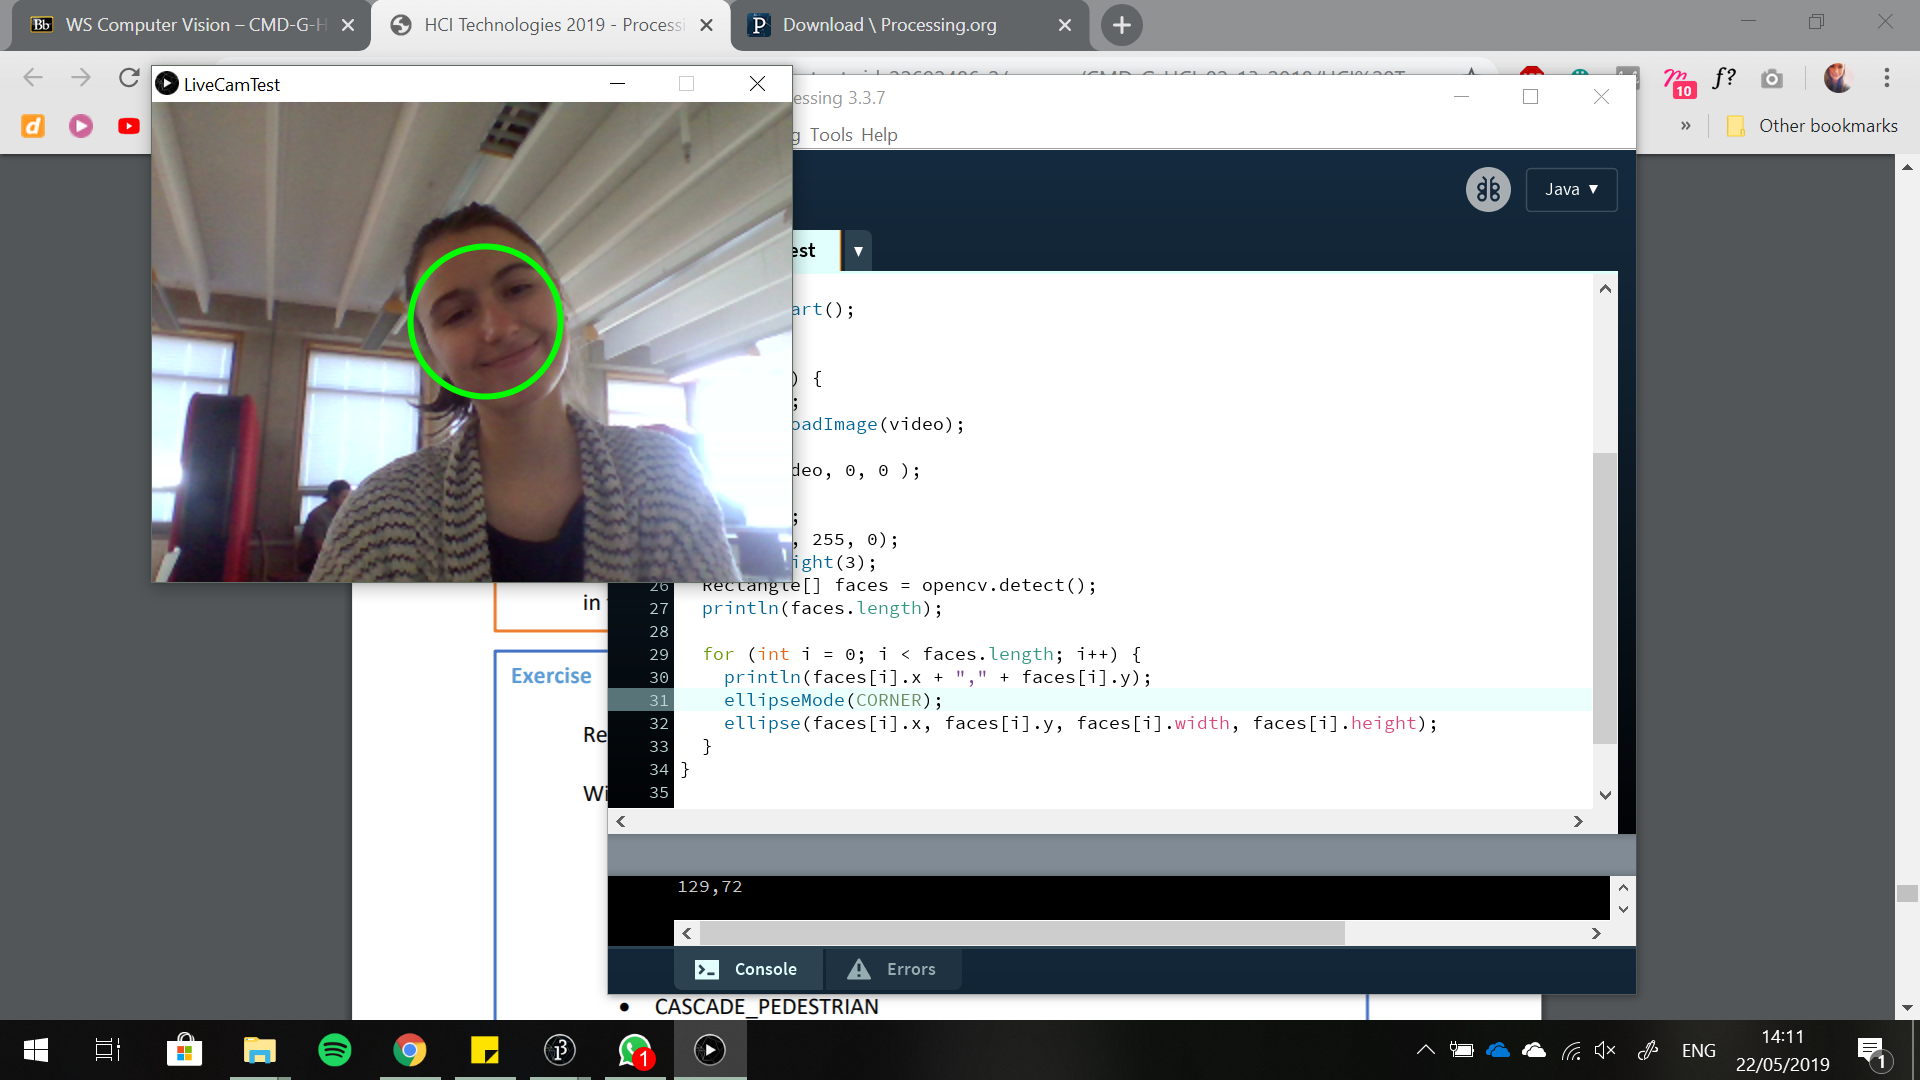 WS Computer Vision – CMD-G-H
HCI Technologies 2019 - Processi
Download \ Processing.org
LiveCamTest
essing 3.3.7
10
f?
g Tools Help
» Other bookmarks
Java ▼
est ▼
art();
) {
;
oadImage(video);
deo, 0, 0 );
;
, 255, 0);
ight(3);
26 Rectangle[] faces = opencv.detect();
27 println(faces.length);
28
29 for (int i = 0; i < faces.length; i++) {
30 println(faces[i].x + "," + faces[i].y);
31 ellipseMode(CORNER);
32 ellipse(faces[i].x, faces[i].y, faces[i].width, faces[i].height);
33 }
34 }
35
in
Exercise
Re
Wi
129,72
Console Errors
• CASCADE_PEDESTRIAN
1
ENG
14:11
22/05/2019
1